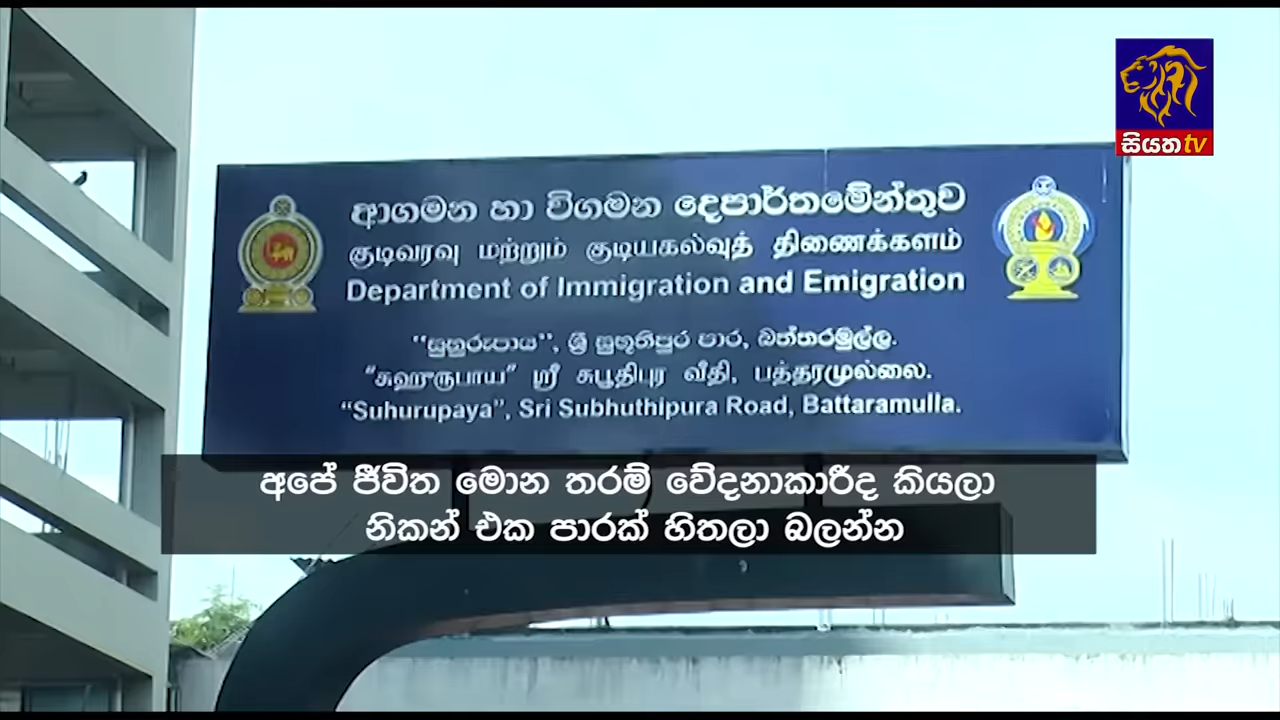 සියත tv
ආගමන හා විගමන දෙපාර්තමේන්තුව
குடிவரவு மற்றும் குடியகல்வுத் திணைக்களம்
Department of Immigration and Emigration
“සුහුරුපාය”, ශ්‍රී සුභූතිපුර පාර, බත්තරමුල්ල.
“சுஹுருபாய” ஸ்ரீ சுபூதிபுர வீதி, பத்தரமுல்லை.
“Suhurupaya”, Sri Subhuthipura Road, Battaramulla.
අපේ ජීවිත මොන තරම් වේදනාකාරීද කියලා
නිකන් එක පාරක් හිතලා බලන්න